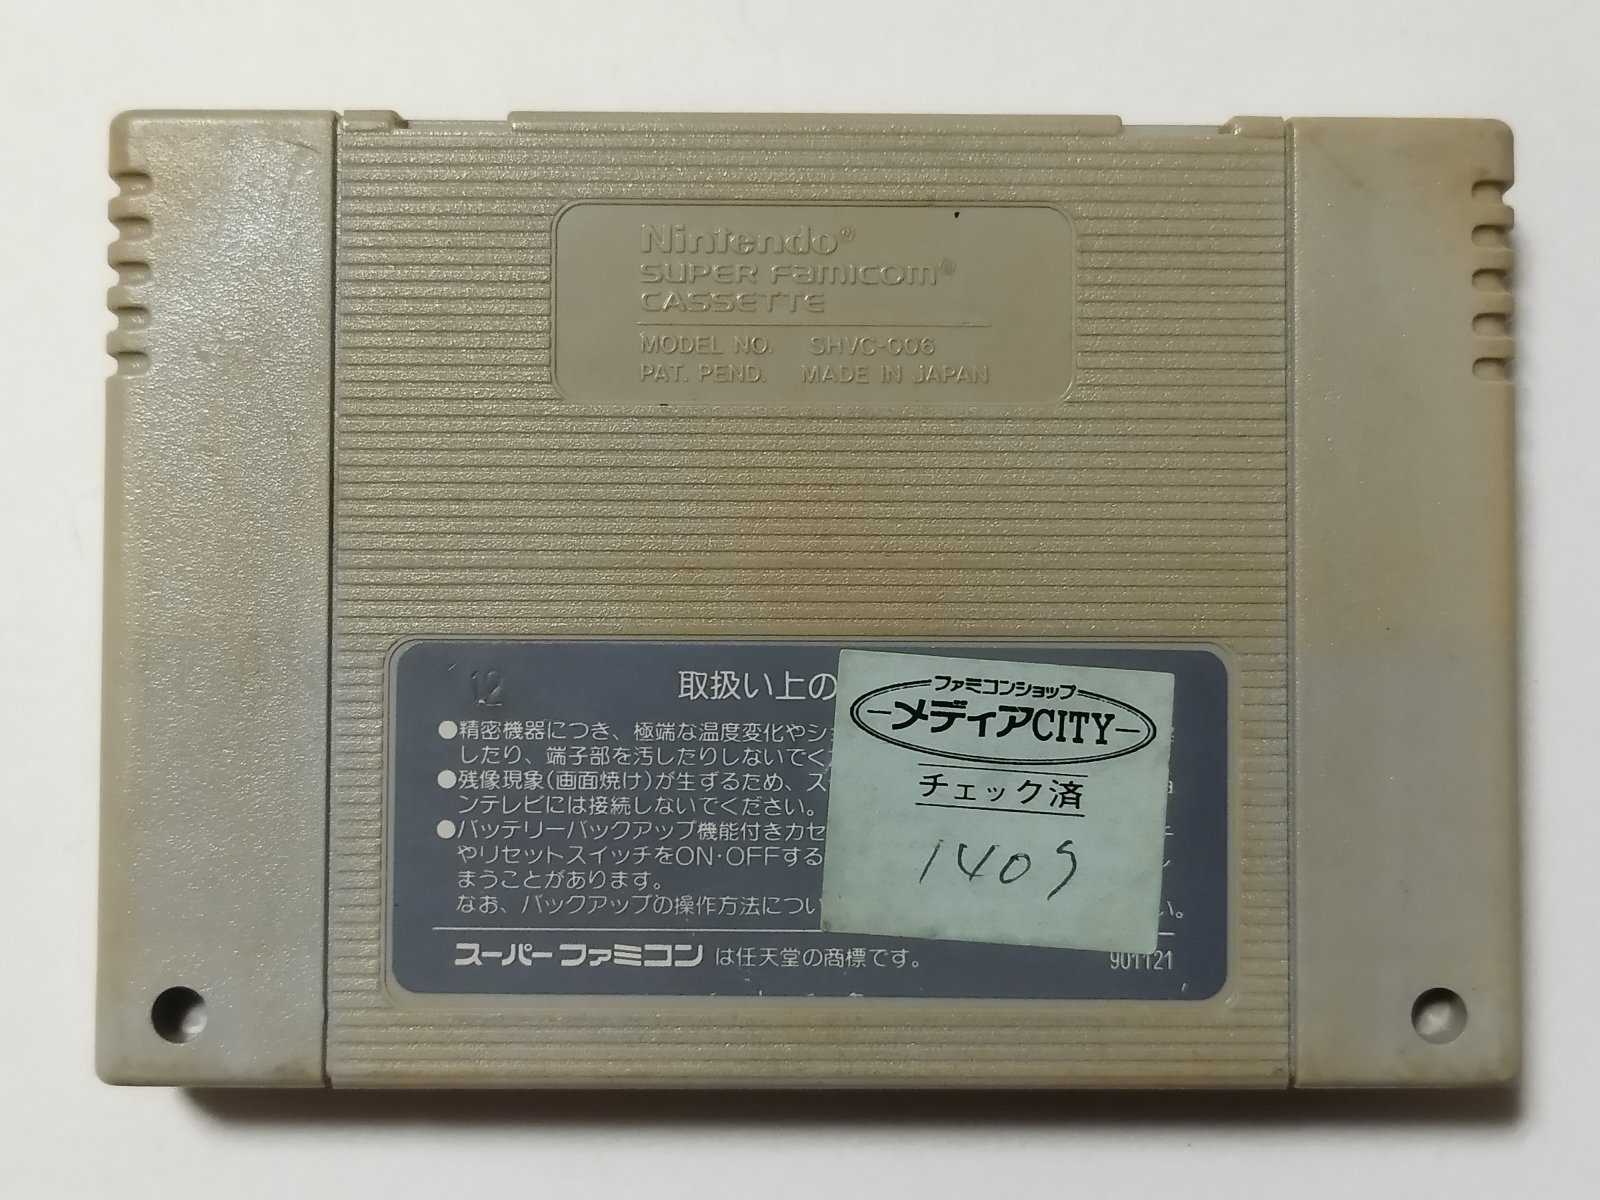 Nintendo®
SUPER FAMICOM®
CASSETTE
MODEL NO. SHVC-006
PAT. PEND. MADE IN JAPAN
12
取扱い上の
●精密機器につき、極端な温度変化やシ
したり、端子部を汚したりしないでく
●残像現象(画面焼け)が生ずるため、ス
ンテレビには接続しないでください。
●バッテリーバックアップ機能付きカセ
やリセットスイッチをON・OFFする
まうことがあります。
なお、バックアップの操作方法につい
い。
スーパーファミコン は任天堂の商標です。
901121
ファミコンショップ
-メディアCITY-
チェック済
1409